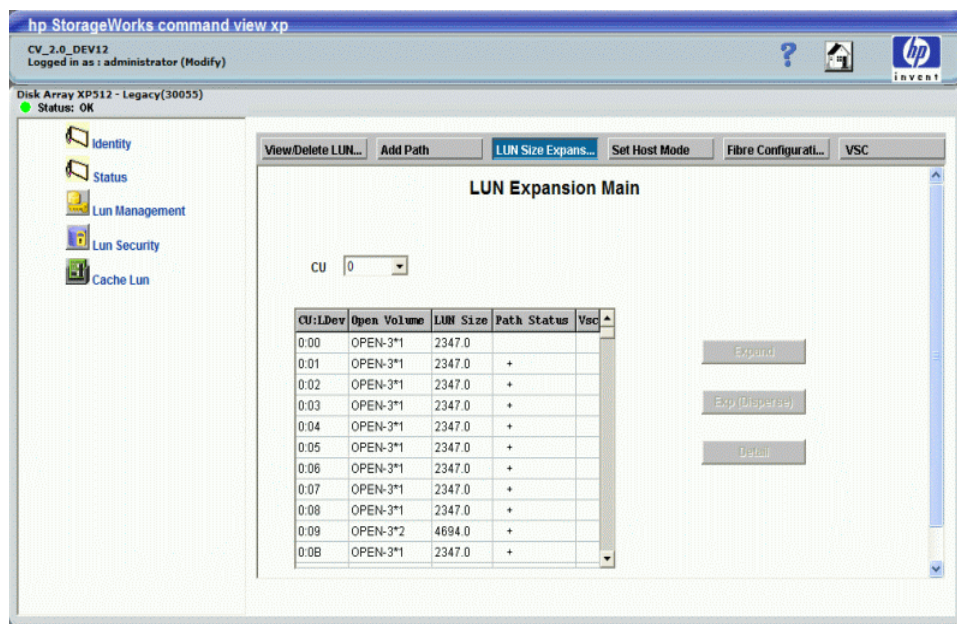 hp StorageWorks command view xp
CV_2.0_DEV12
Logged in as : administrator (Modify)
?
hp
invent
Disk Array XP512 - Legacy(30055)
Status: OK
Identity
Status
Lun Management
Lun Security
Cache Lun
View/Delete LUN... Add Path LUN Size Expans... Set Host Mode Fibre Configurati... VSC
LUN Expansion Main
CU 0
CU:LDev Open Volume LUN Size Path Status Vsc
0:00 OPEN-3*1 2347.0
0:01 OPEN-3*1 2347.0 +
0:02 OPEN-3*1 2347.0 +
0:03 OPEN-3*1 2347.0 +
0:04 OPEN-3*1 2347.0 +
0:05 OPEN-3*1 2347.0 +
0:06 OPEN-3*1 2347.0 +
0:07 OPEN-3*1 2347.0 +
0:08 OPEN-3*1 2347.0 +
0:09 OPEN-3*2 4694.0 +
0:0B OPEN-3*1 2347.0 +
Expand
Exp (Disperse)
Detail